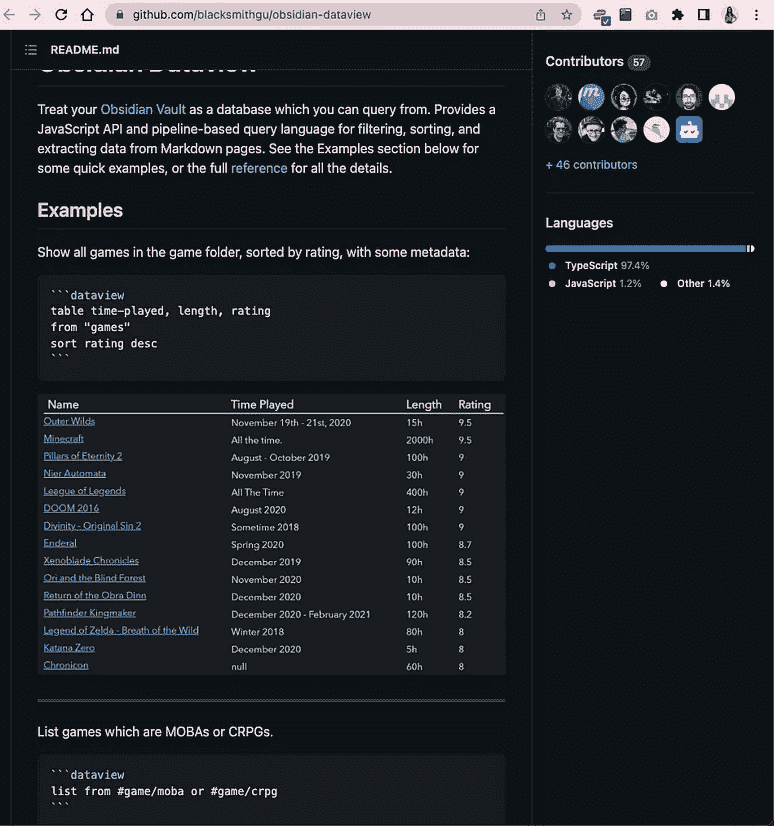 github.com/blacksmithgu/obsidian-dataview
README.md
Obsidian Dataview
Treat your Obsidian Vault as a database which you can query from. Provides a
JavaScript API and pipeline-based query language for filtering, sorting, and
extracting data from Markdown pages. See the Examples section below for
some quick examples, or the full reference for all the details.
Examples
Show all games in the game folder, sorted by rating, with some metadata:
```dataview
table time-played, length, rating
from "games"
sort rating desc
```
Name Time Played Length Rating
Outer Wilds November 19th - 21st, 2020 15h 9.5
Minecraft All the time. 2000h 9.5
Pillars of Eternity 2 August - October 2019 100h 9
Nier Automata November 2019 30h 9
League of Legends All The Time 400h 9
DOOM 2016 August 2020 12h 9
Divinity - Original Sin 2 Sometime 2018 100h 9
Enderal Spring 2020 100h 8.7
Xenoblade Chronicles December 2019 90h 8.5
Ori and the Blind Forest November 2020 10h 8.5
Return of the Obra Dinn December 2020 10h 8.5
Pathfinder Kingmaker December 2020 - February 2021 120h 8.2
Legend of Zelda - Breath of the Wild Winter 2018 80h 8
Katana Zero December 2020 5h 8
Chronicon null 60h 8
List games which are MOBAs or CRPGs.
```dataview
list from #game/moba or #game/crpg
```
Contributors 57
+ 46 contributors
Languages
TypeScript 97.4%
JavaScript 1.2% Other 1.4%